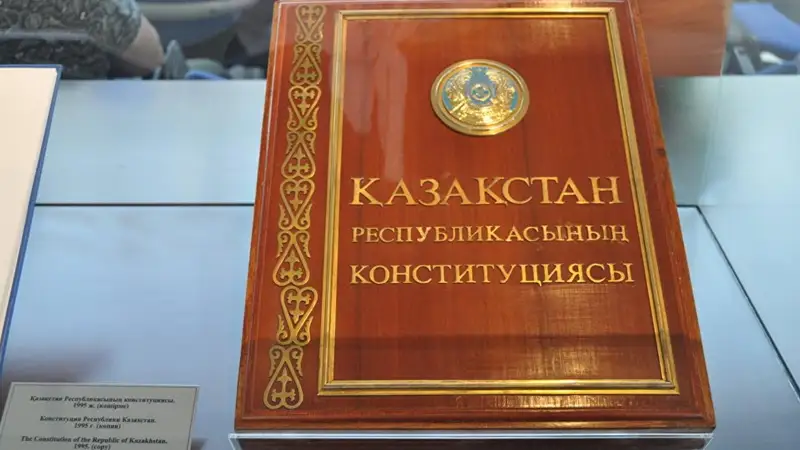 ҚАЗАҚСТАН
РЕСПУБЛИКАСЫНЫҢ
КОНСТИТУЦИЯСЫ
Қазақстан Республикасының конституциясы.
1995 ж. (көшірме)
Конституция Республики Казахстан.
1995 г. (копия)
The Constitution of the Republic of Kazakhstan.
1995. (copy)